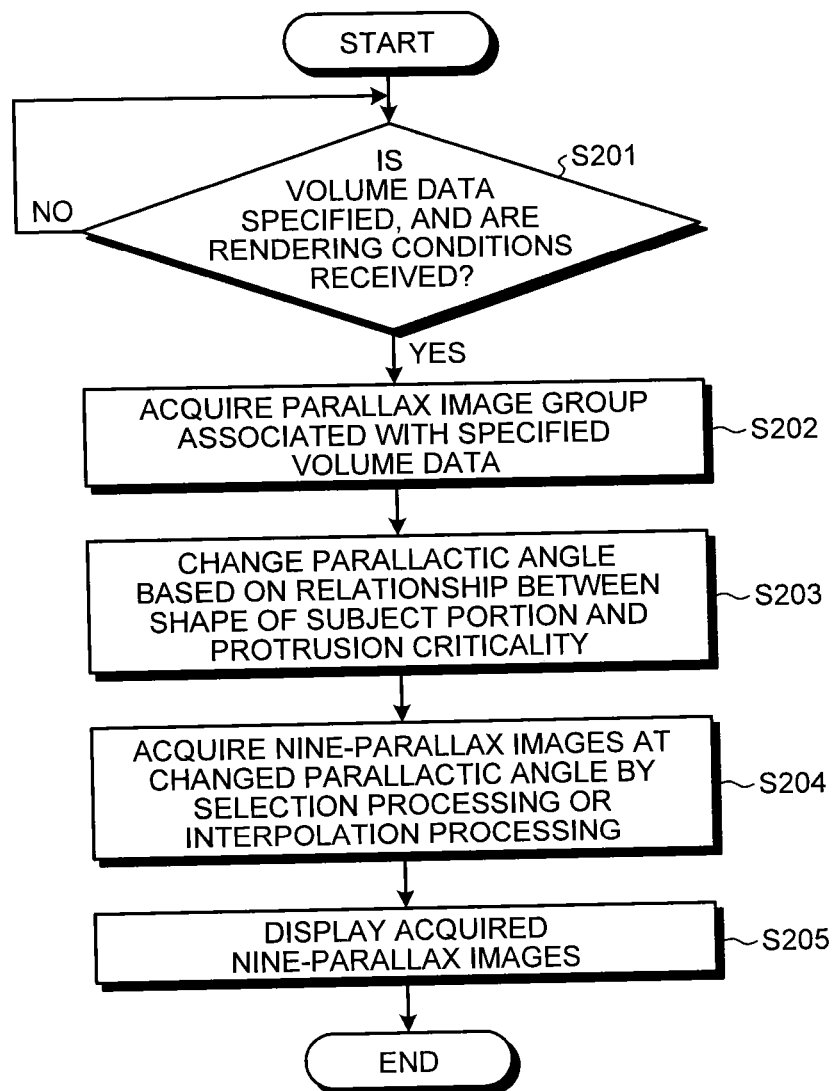 START
IS
VOLUME DATA
SPECIFIED, AND ARE
RENDERING CONDITIONS
RECEIVED?
S201
NO
YES
ACQUIRE PARALLAX IMAGE GROUP
ASSOCIATED WITH SPECIFIED
VOLUME DATA
S202
CHANGE PARALLACTIC ANGLE
BASED ON RELATIONSHIP BETWEEN
SHAPE OF SUBJECT PORTION AND
PROTRUSION CRITICALITY
S203
ACQUIRE NINE-PARALLAX IMAGES AT
CHANGED PARALLACTIC ANGLE BY
SELECTION PROCESSING OR
INTERPOLATION PROCESSING
S204
DISPLAY ACQUIRED
NINE-PARALLAX IMAGES
S205
END